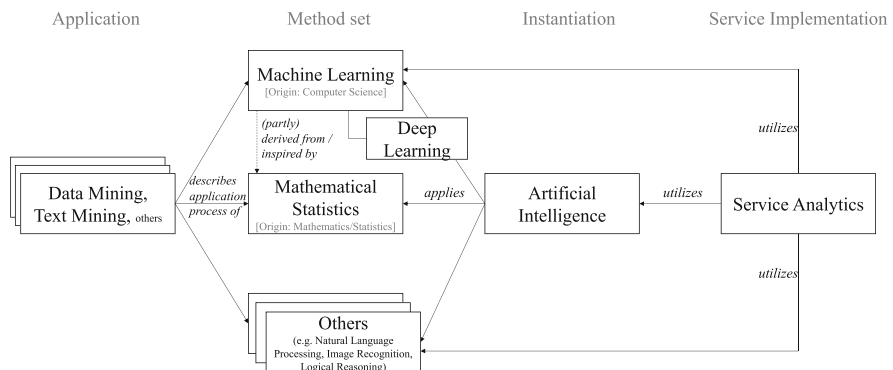 Application
Method set
Instantiation
Service Implementation
Machine Learning
[Origin: Computer Science]
(partly)
derived from /
inspired by
Deep
Learning
utilizes
Data Mining,
Text Mining, others
describes
application
process of
Mathematical
Statistics
[Origin: Mathematics/Statistics]
applies
Artificial
Intelligence
utilizes
Service Analytics
utilizes
Others
(e.g. Natural Language
Processing, Image Recognition,
Logical Reasoning)